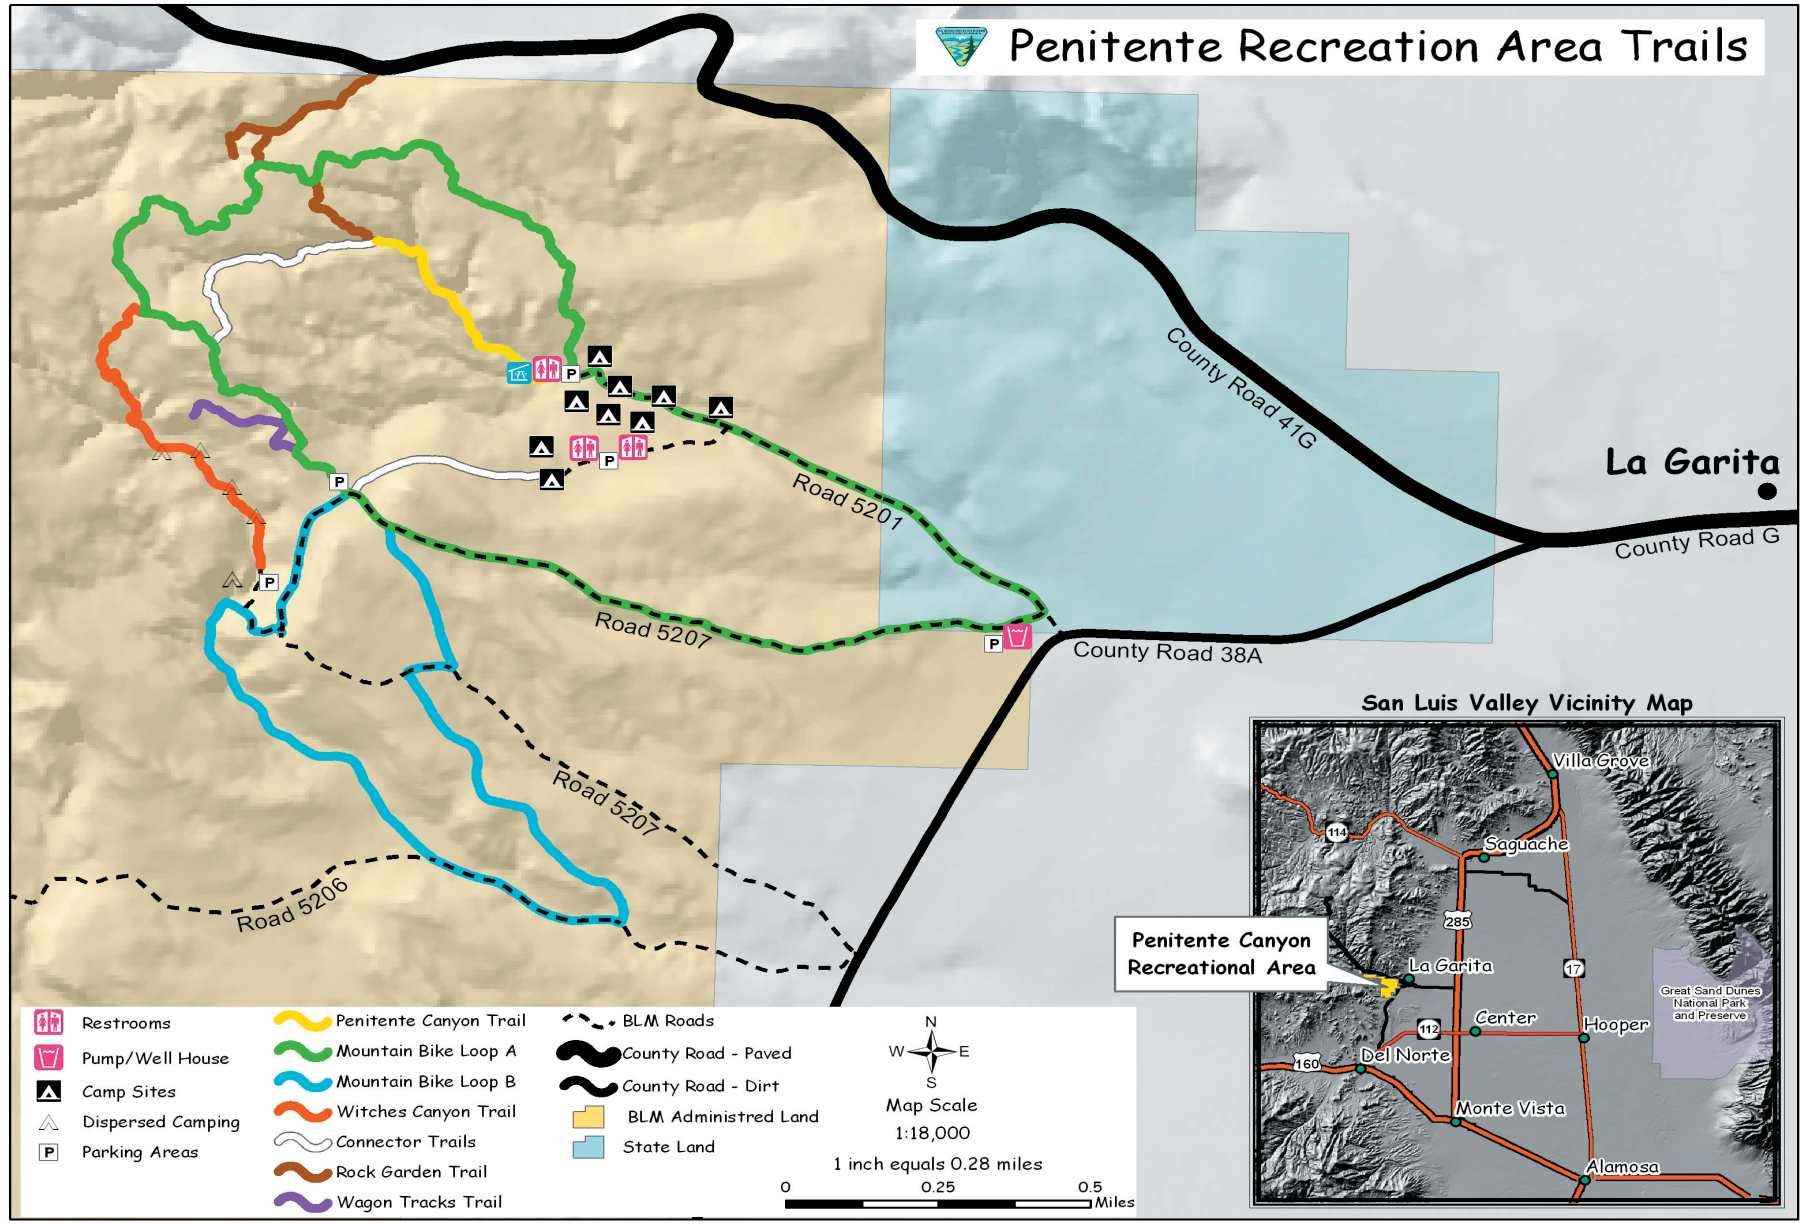 Penitente Recreation Area Trails
County Road 41G
La Garita
County Road G
Road 5201
Road 5207
County Road 38A
Road 5207
Road 5206
P
P
P
P
P
San Luis Valley Vicinity Map
Villa Grove
114
Saguache
285
Penitente Canyon
Recreational Area
La Garita
17
Great Sand Dunes
National Park
and Preserve
Center
112
Hooper
Del Norte
160
Monte Vista
Alamosa
Restrooms
Pump/Well House
Camp Sites
Dispersed Camping
P Parking Areas
Penitente Canyon Trail
Mountain Bike Loop A
Mountain Bike Loop B
Witches Canyon Trail
Connector Trails
Rock Garden Trail
Wagon Tracks Trail
BLM Roads
County Road - Paved
County Road - Dirt
BLM Administred Land
State Land
N
W E
S
Map Scale
1:18,000
1 inch equals 0.28 miles
0 0.25 0.5
Miles